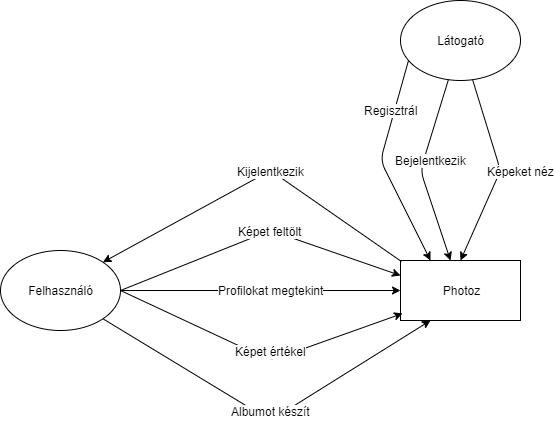 Látogató
Regisztrál
Bejelentkezik
Képeket néz
Kijelentkezik
Képet feltölt
Felhasználó
Profilokat megtekint
Photoz
Képet értékel
Albumot készít